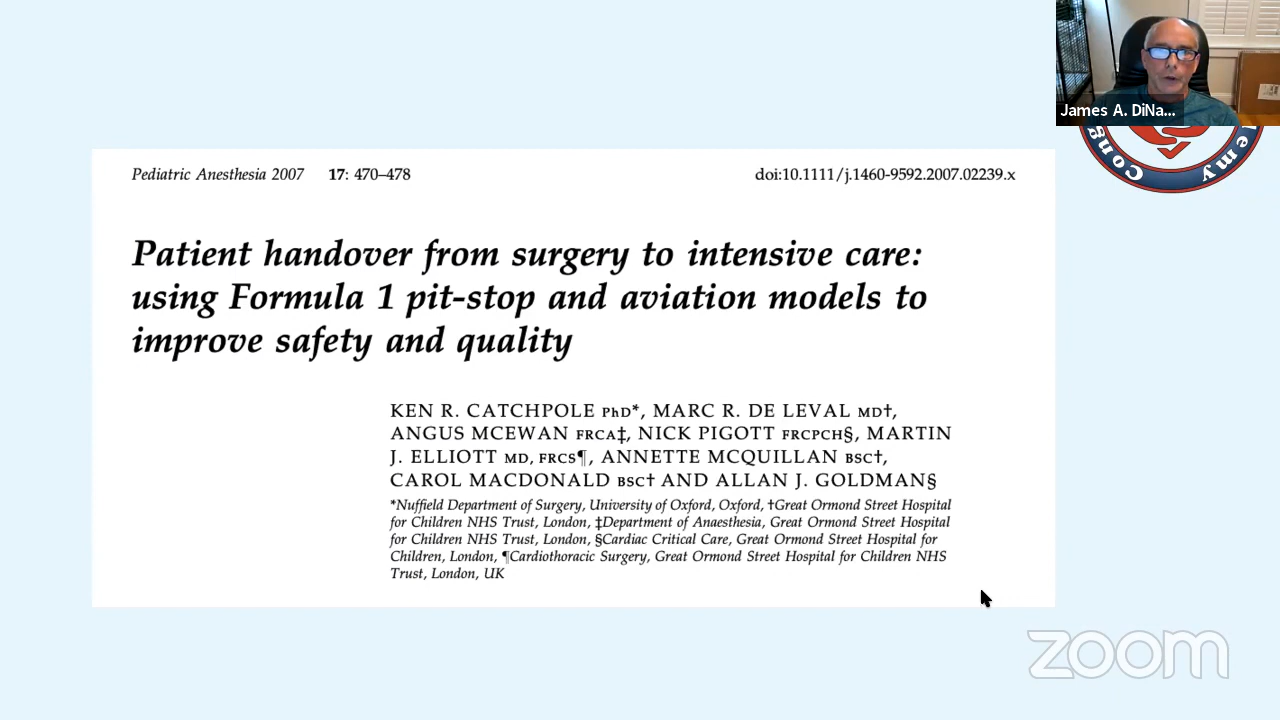 James A. DiNa...
Cong
emy
Pediatric Anesthesia 2007 17: 470–478
doi:10.1111/j.1460-9592.2007.02239.x
Patient handover from surgery to intensive care:
using Formula 1 pit-stop and aviation models to
improve safety and quality
KEN R. CATCHPOLE PhD*, MARC R. DE LEVAL MD†,
ANGUS MCEWAN FRCA‡, NICK PIGOTT FRCPCH§, MARTIN
J. ELLIOTT MD, FRCS¶, ANNETTE MCQUILLAN BSC†,
CAROL MACDONALD BSC† AND ALLAN J. GOLDMAN§
*Nuffield Department of Surgery, University of Oxford, Oxford, †Great Ormond Street Hospital
for Children NHS Trust, London, ‡Department of Anaesthesia, Great Ormond Street Hospital
for Children NHS Trust, London, §Cardiac Critical Care, Great Ormond Street Hospital for
Children, London, ¶Cardiothoracic Surgery, Great Ormond Street Hospital for Children NHS
Trust, London, UK
zoom